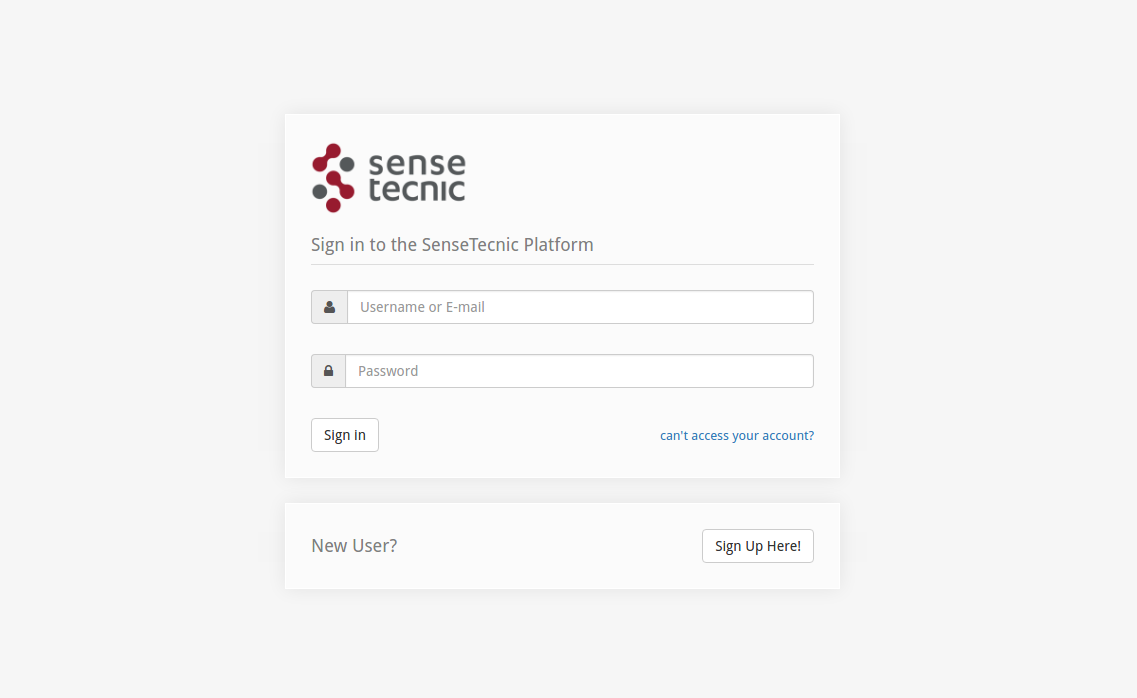 sense
tecnic
Sign in to the SenseTecnic Platform
Username or E-mail
Password
Sign in
can't access your account?
New User?
Sign Up Here!